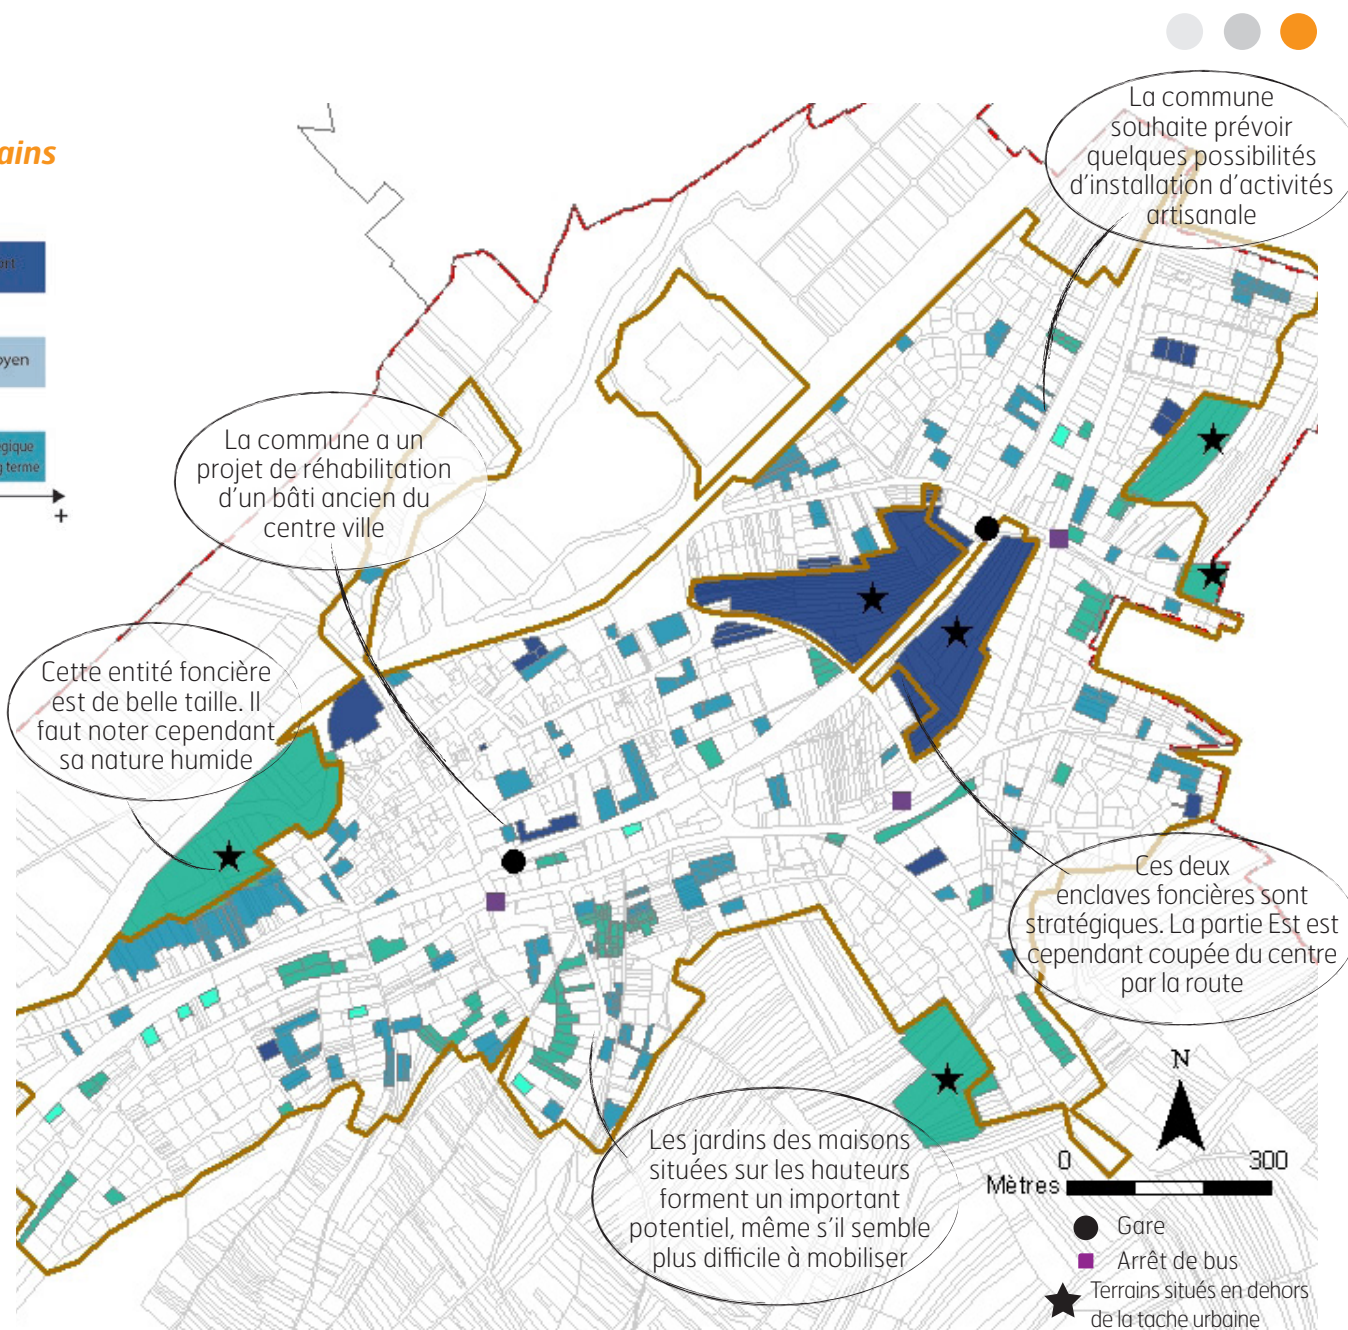 ains
La commune
souhaite prévoir
quelques possibilités
d'installation d'activités
artisanale
oyen
égique
g terme
+
La commune a un
projet de réhabilitation
d'un bâti ancien du
centre ville
Cette entité foncière
est de belle taille. Il
faut noter cependant
sa nature humide
Ces deux
enclaves foncières sont
stratégiques. La partie Est est
cependant coupée du centre
par la route
Les jardins des maisons
situées sur les hauteurs
forment un important
potentiel, même s'il semble
plus difficile à mobiliser
N
0 300
Mètres
Gare
Arrêt de bus
Terrains situés en dehors
de la tache urbaine